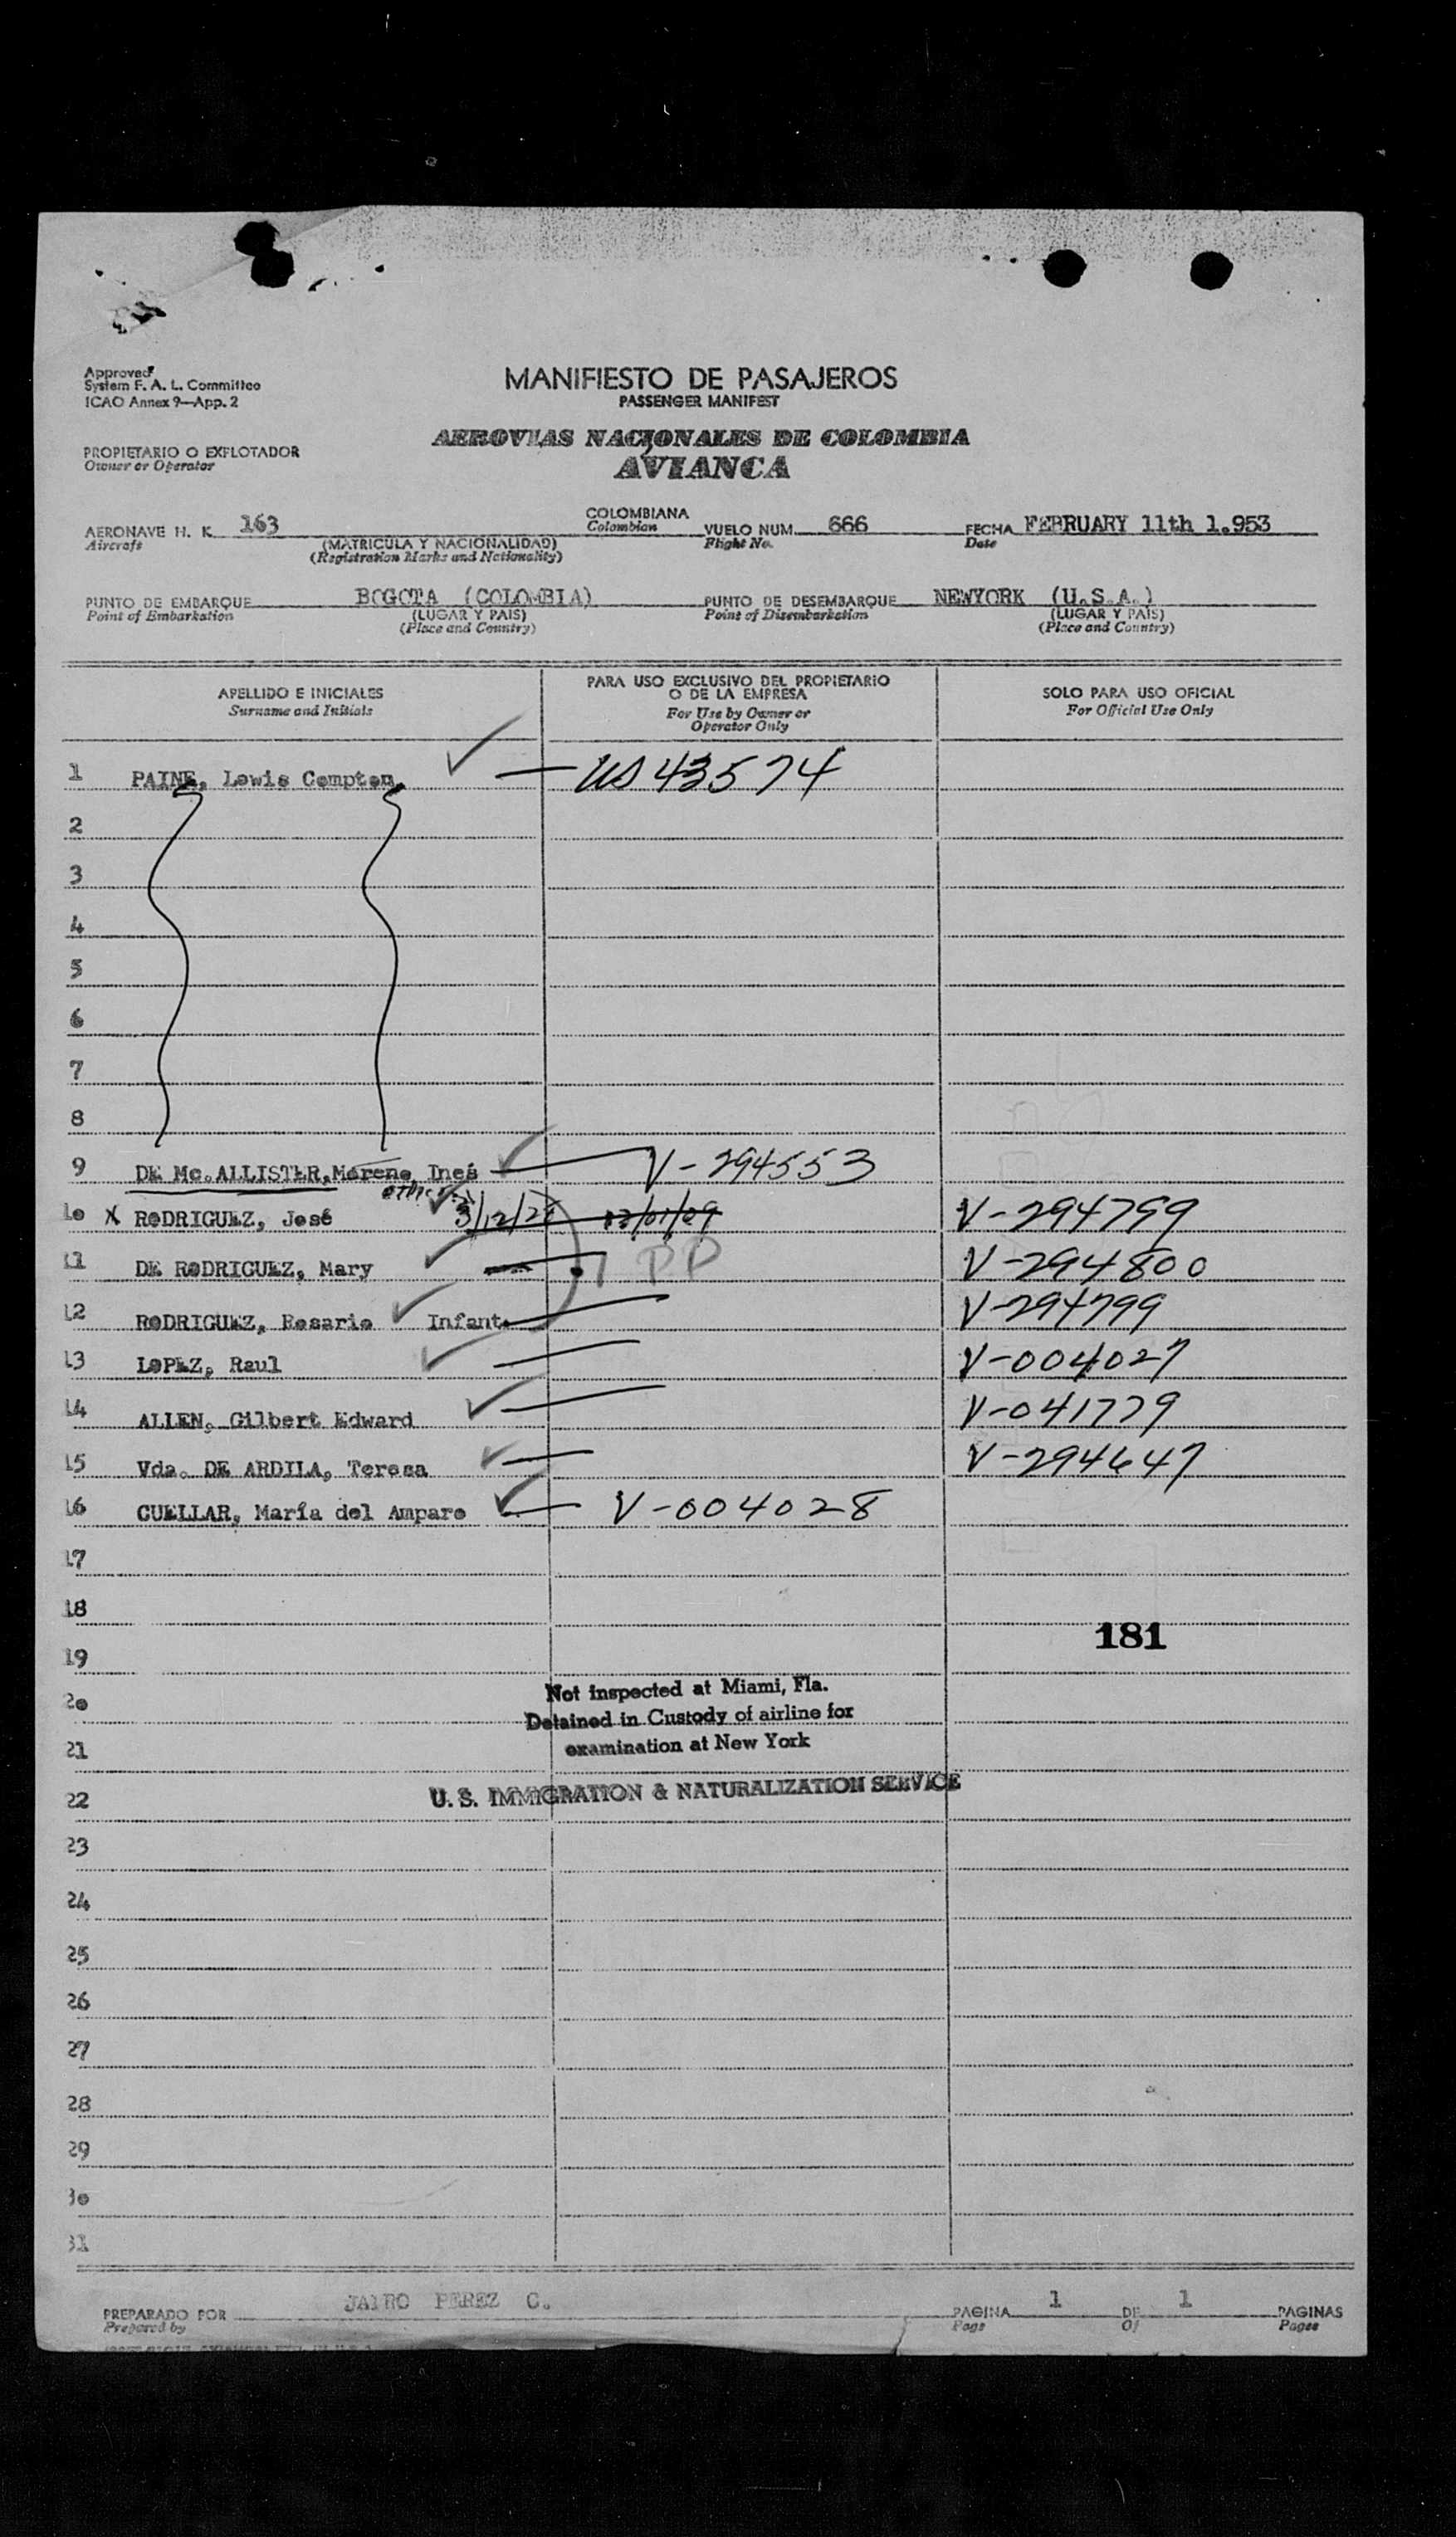 Approved
System F. A. L. Committee
ICAO Annex 9—App. 2
MANIFIESTO DE PASAJEROS
PASSENGER MANIFEST
PROPIETARIO O EXPLOTADOR
Owner or Operator
AEROVIAS NACIONALES DE COLOMBIA
AVIANCA
AERONAVE H. K. 163 COLOMBIANA VUELO NUM. 666 FECHA FEBRUARY 11th 1.953
Aircraft (MATRICULA Y NACIONALIDAD) Colombian Flight No. Date
(Registration Marks and Nationality)
PUNTO DE EMBARQUE BOGOTA (COLOMBIA) PUNTO DE DESEMBARQUE NEWYORK (U.S.A.)
Point of Embarkation (LUGAR Y PAIS) Point of Disembarkation (LUGAR Y PAIS)
(Place and Country) (Place and Country)
APELLIDO E INICIALES
Surname and Initials
PARA USO EXCLUSIVO DEL PROPIETARIO
O DE LA EMPRESA
For Use by Owner or
Operator Only
SOLO PARA USO OFICIAL
For Official Use Only
1 PAINE, Lewis Compton US 43574
2
3
4
5
6
7
8
9 DE Mc.ALLISTER, Moreno Inés V-294553
10 X RODRIGUEZ, José 3/12/ V-294799
11 DE RODRIGUEZ, Mary PP V-294800
12 RODRIGUEZ, Rosario Infant. V-294799
13 LOPEZ, Raul V-004027
14 ALLEN, Gilbert Edward V-041779
15 Vda. DE ARDILA, Teresa V-294647
16 CUELLAR, María del Amparo V-004028
17
18
181
19
20
Not inspected at Miami, Fla.
Detained in Custody of airline for
21
examination at New York
22
U. S. IMMIGRATION & NATURALIZATION SERVICE
23
24
25
26
27
28
29
30
31
PREPARADO POR JAIRO PEREZ C. PAGINA 1 DE 1 PAGINAS
Prepared by Page Of Pages